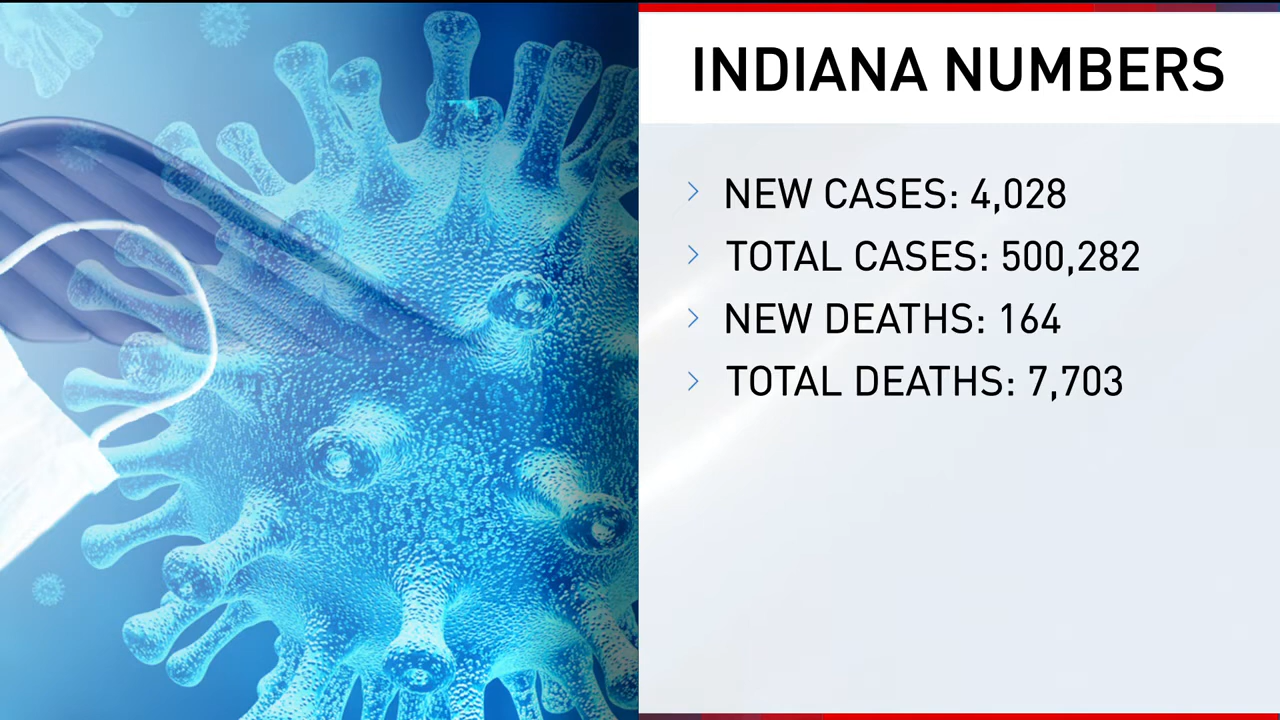 INDIANA NUMBERS
NEW CASES: 4,028
TOTAL CASES: 500,282
NEW DEATHS: 164
TOTAL DEATHS: 7,703